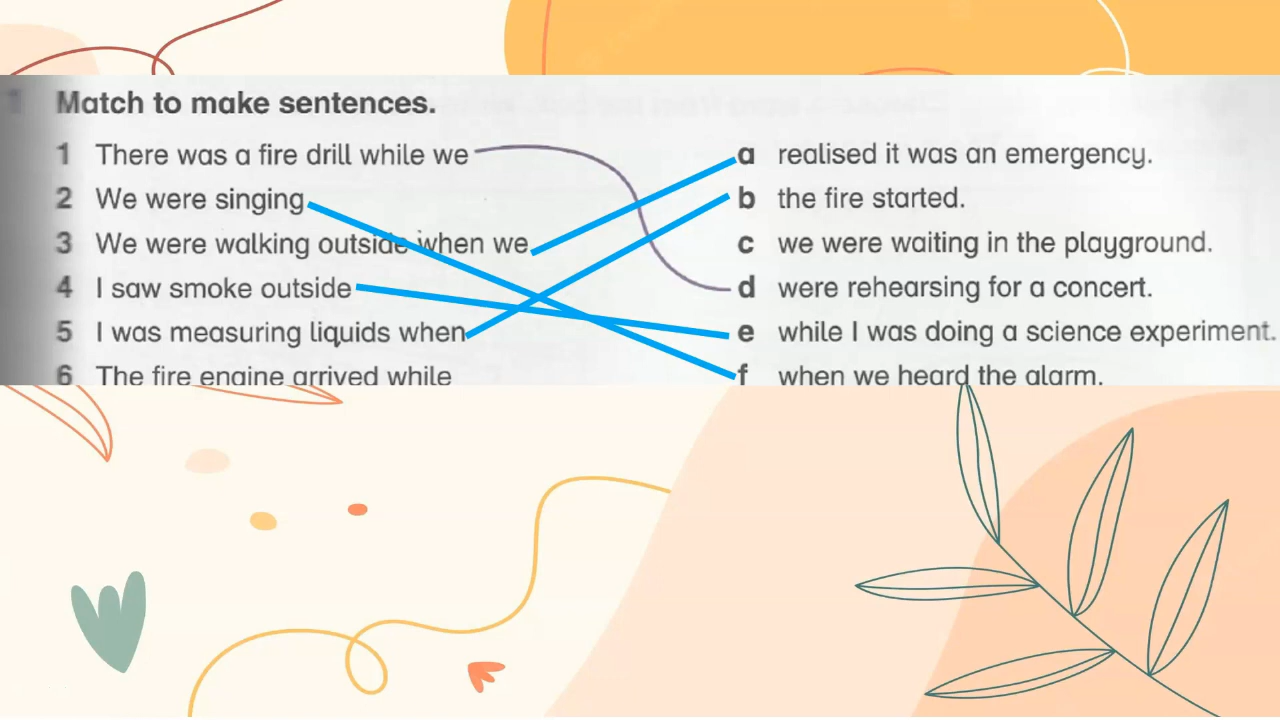 1 Match to make sentences.
1 There was a fire drill while we a realised it was an emergency.
2 We were singing b the fire started.
3 We were walking outside when we c we were waiting in the playground.
4 I saw smoke outside d were rehearsing for a concert.
5 I was measuring liquids when e while I was doing a science experiment.
6 The fire engine arrived while f when we heard the alarm.